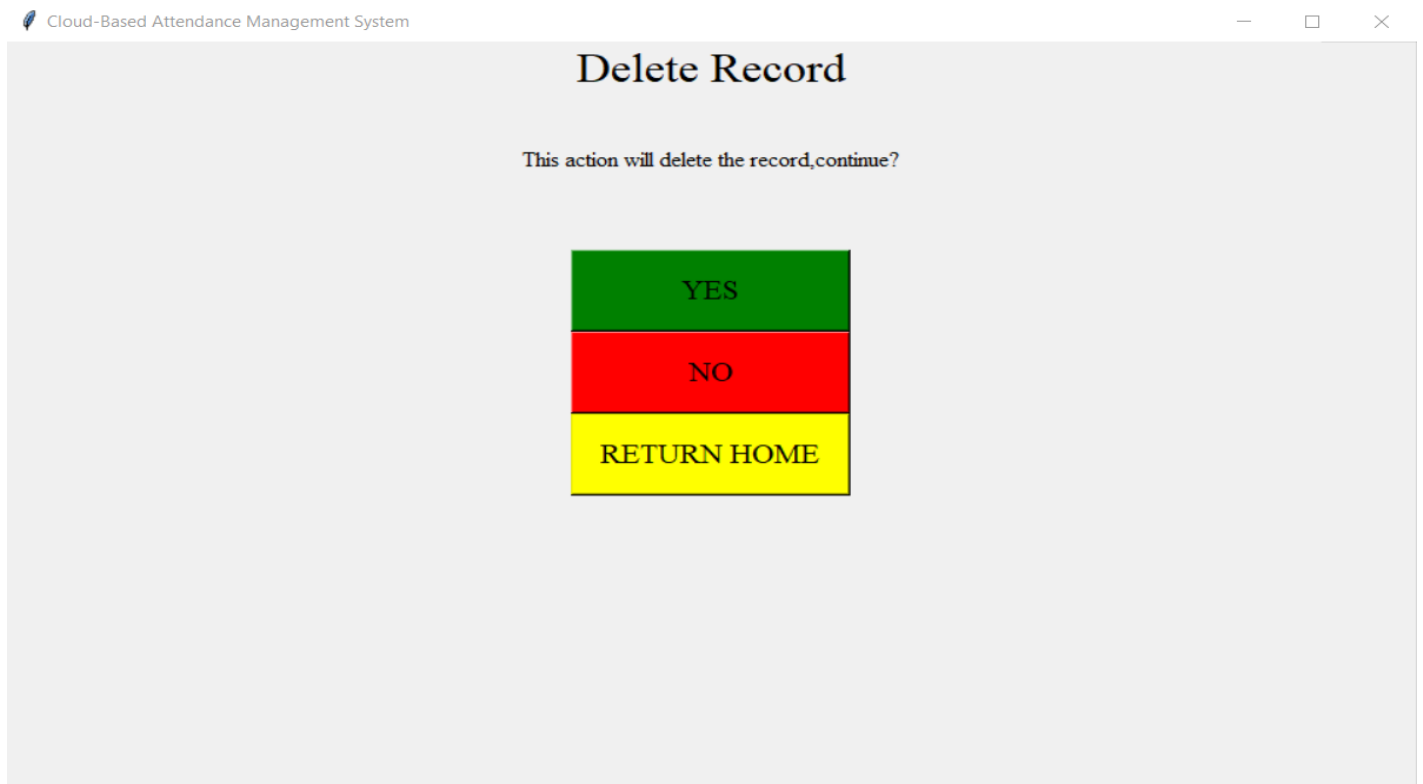 Cloud-Based Attendance Management System
Delete Record
This action will delete the record,continue?
YES
NO
RETURN HOME